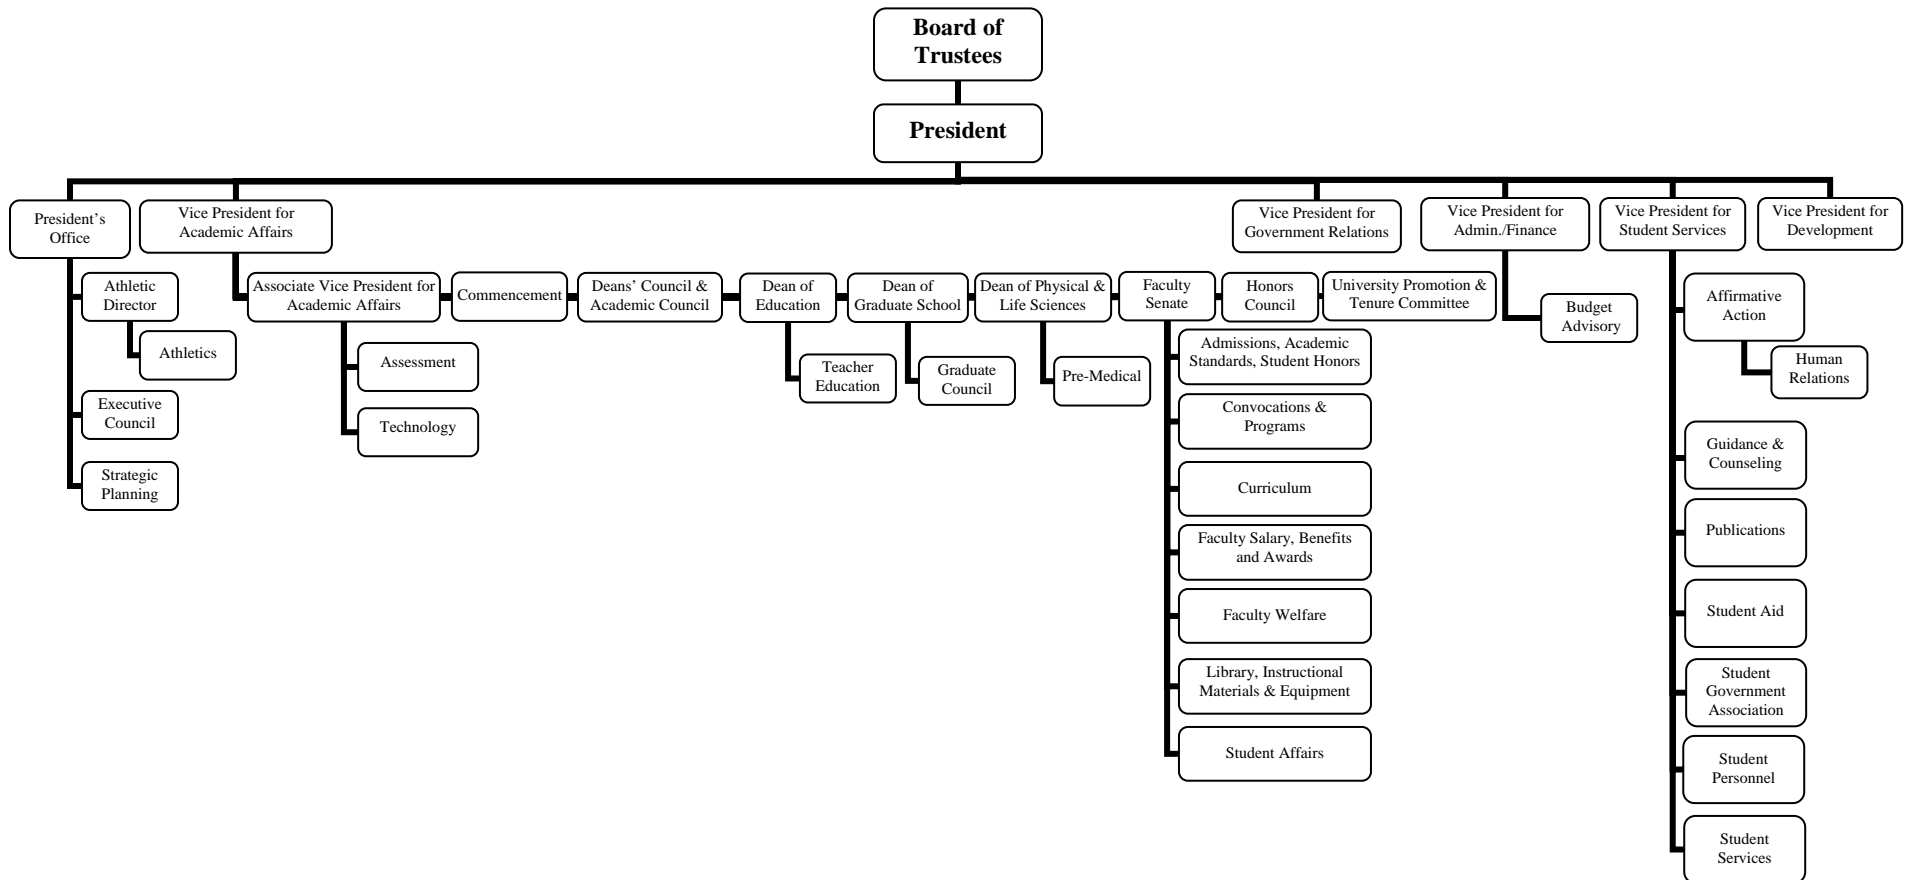 Board of
Trustees
President
President's
Office
Vice President for
Academic Affairs
Vice President for
Government Relations
Vice President for
Admin./Finance
Vice President for
Student Services
Vice President for
Development
Athletic
Director
Athletics
Executive
Council
Strategic
Planning
Associate Vice President for
Academic Affairs
Assessment
Technology
Commencement
Deans' Council &
Academic Council
Dean of
Education
Teacher
Education
Dean of
Graduate School
Graduate
Council
Dean of Physical &
Life Sciences
Pre-Medical
Faculty
Senate
Admissions, Academic
Standards, Student Honors
Convocations &
Programs
Curriculum
Faculty Salary, Benefits
and Awards
Faculty Welfare
Library, Instructional
Materials & Equipment
Student Affairs
Honors
Council
University Promotion &
Tenure Committee
Budget
Advisory
Affirmative
Action
Human
Relations
Guidance &
Counseling
Publications
Student Aid
Student
Government
Association
Student
Personnel
Student
Services